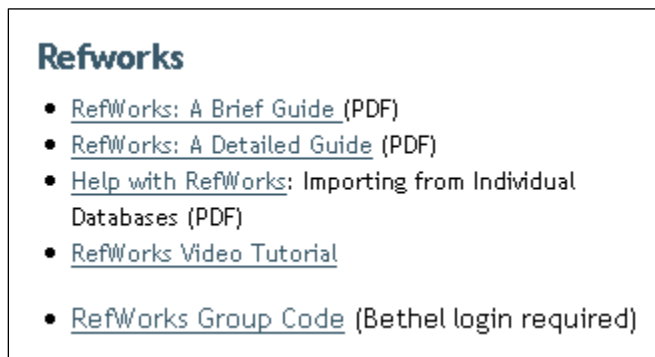 Refworks
• RefWorks: A Brief Guide (PDF)
• RefWorks: A Detailed Guide (PDF)
• Help with RefWorks: Importing from Individual
Databases (PDF)
• RefWorks Video Tutorial
• RefWorks Group Code (Bethel login required)